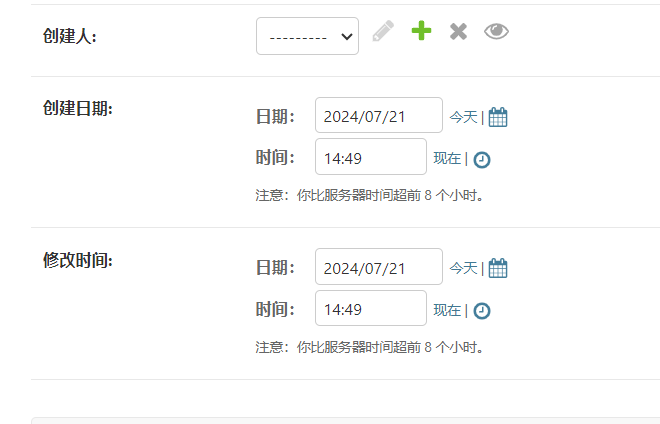 创建人: ---------
创建日期:
日期： 2024/07/21 今天 |
时间： 14:49 现在 |
注意：你比服务器时间超前 8 个小时。
修改时间:
日期： 2024/07/21 今天 |
时间： 14:49 现在 |
注意：你比服务器时间超前 8 个小时。